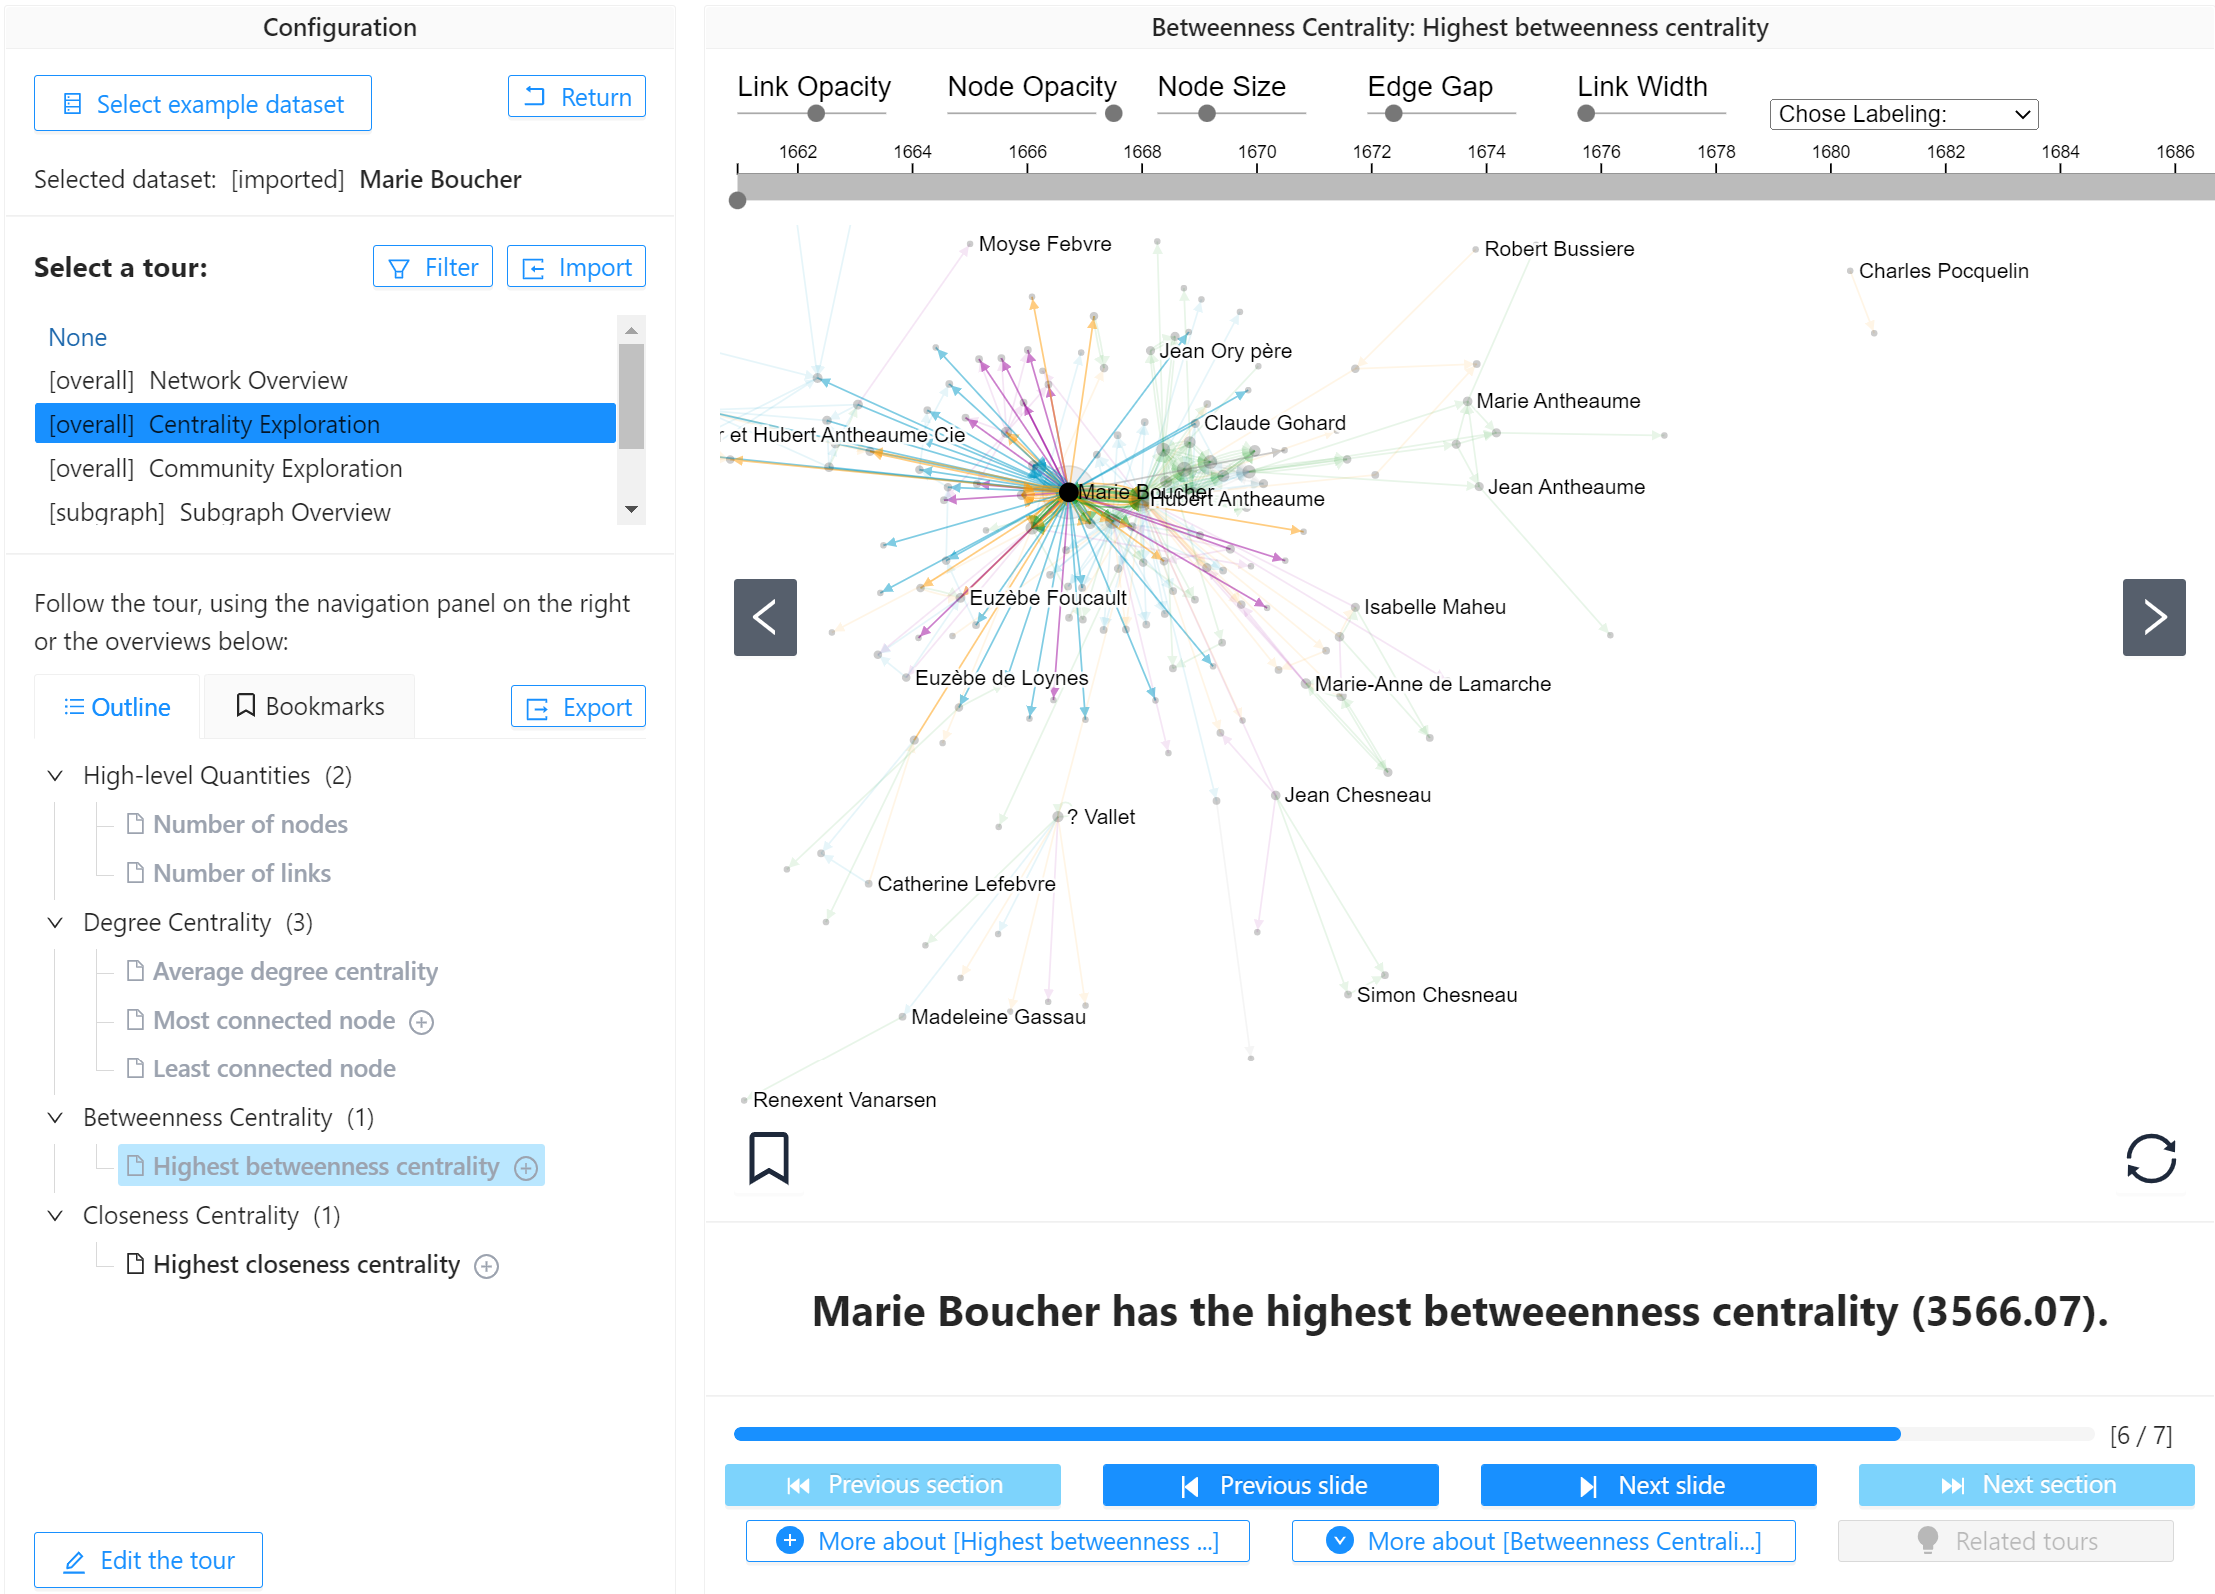 Configuration
Select example dataset
Return
Selected dataset: [imported] Marie Boucher
Select a tour:
Filter
Import
None
[overall] Network Overview
[overall] Centrality Exploration
[overall] Community Exploration
[subgraph] Subgraph Overview
Follow the tour, using the navigation panel on the right
or the overviews below:
Outline
Bookmarks
Export
High-level Quantities (2)
Number of nodes
Number of links
Degree Centrality (3)
Average degree centrality
Most connected node
Least connected node
Betweenness Centrality (1)
Highest betweenness centrality
Closeness Centrality (1)
Highest closeness centrality
Edit the tour
Betweenness Centrality: Highest betweenness centrality
Link Opacity
Node Opacity
Node Size
Edge Gap
Link Width
Chose Labeling:
1662 1664 1666 1668 1670 1672 1674 1676 1678 1680 1682 1684 1686
Moyse Febvre
Robert Bussiere
Charles Pocquelin
Jean Ory père
Marie Antheaume
Claude Gohard
et Hubert Antheaume Cie
Jean Antheaume
Marie Boucher
Hubert Antheaume
Euzèbe Foucault
Isabelle Maheu
Euzèbe de Loynes
Marie-Anne de Lamarche
Jean Chesneau
? Vallet
Catherine Lefebvre
Simon Chesneau
Madeleine Gassau
Renexent Vanarsen
Marie Boucher has the highest betweeenness centrality (3566.07).
[6 / 7]
Previous section
Previous slide
Next slide
Next section
More about [Highest betweenness ...]
More about [Betweenness Centrali...]
Related tours